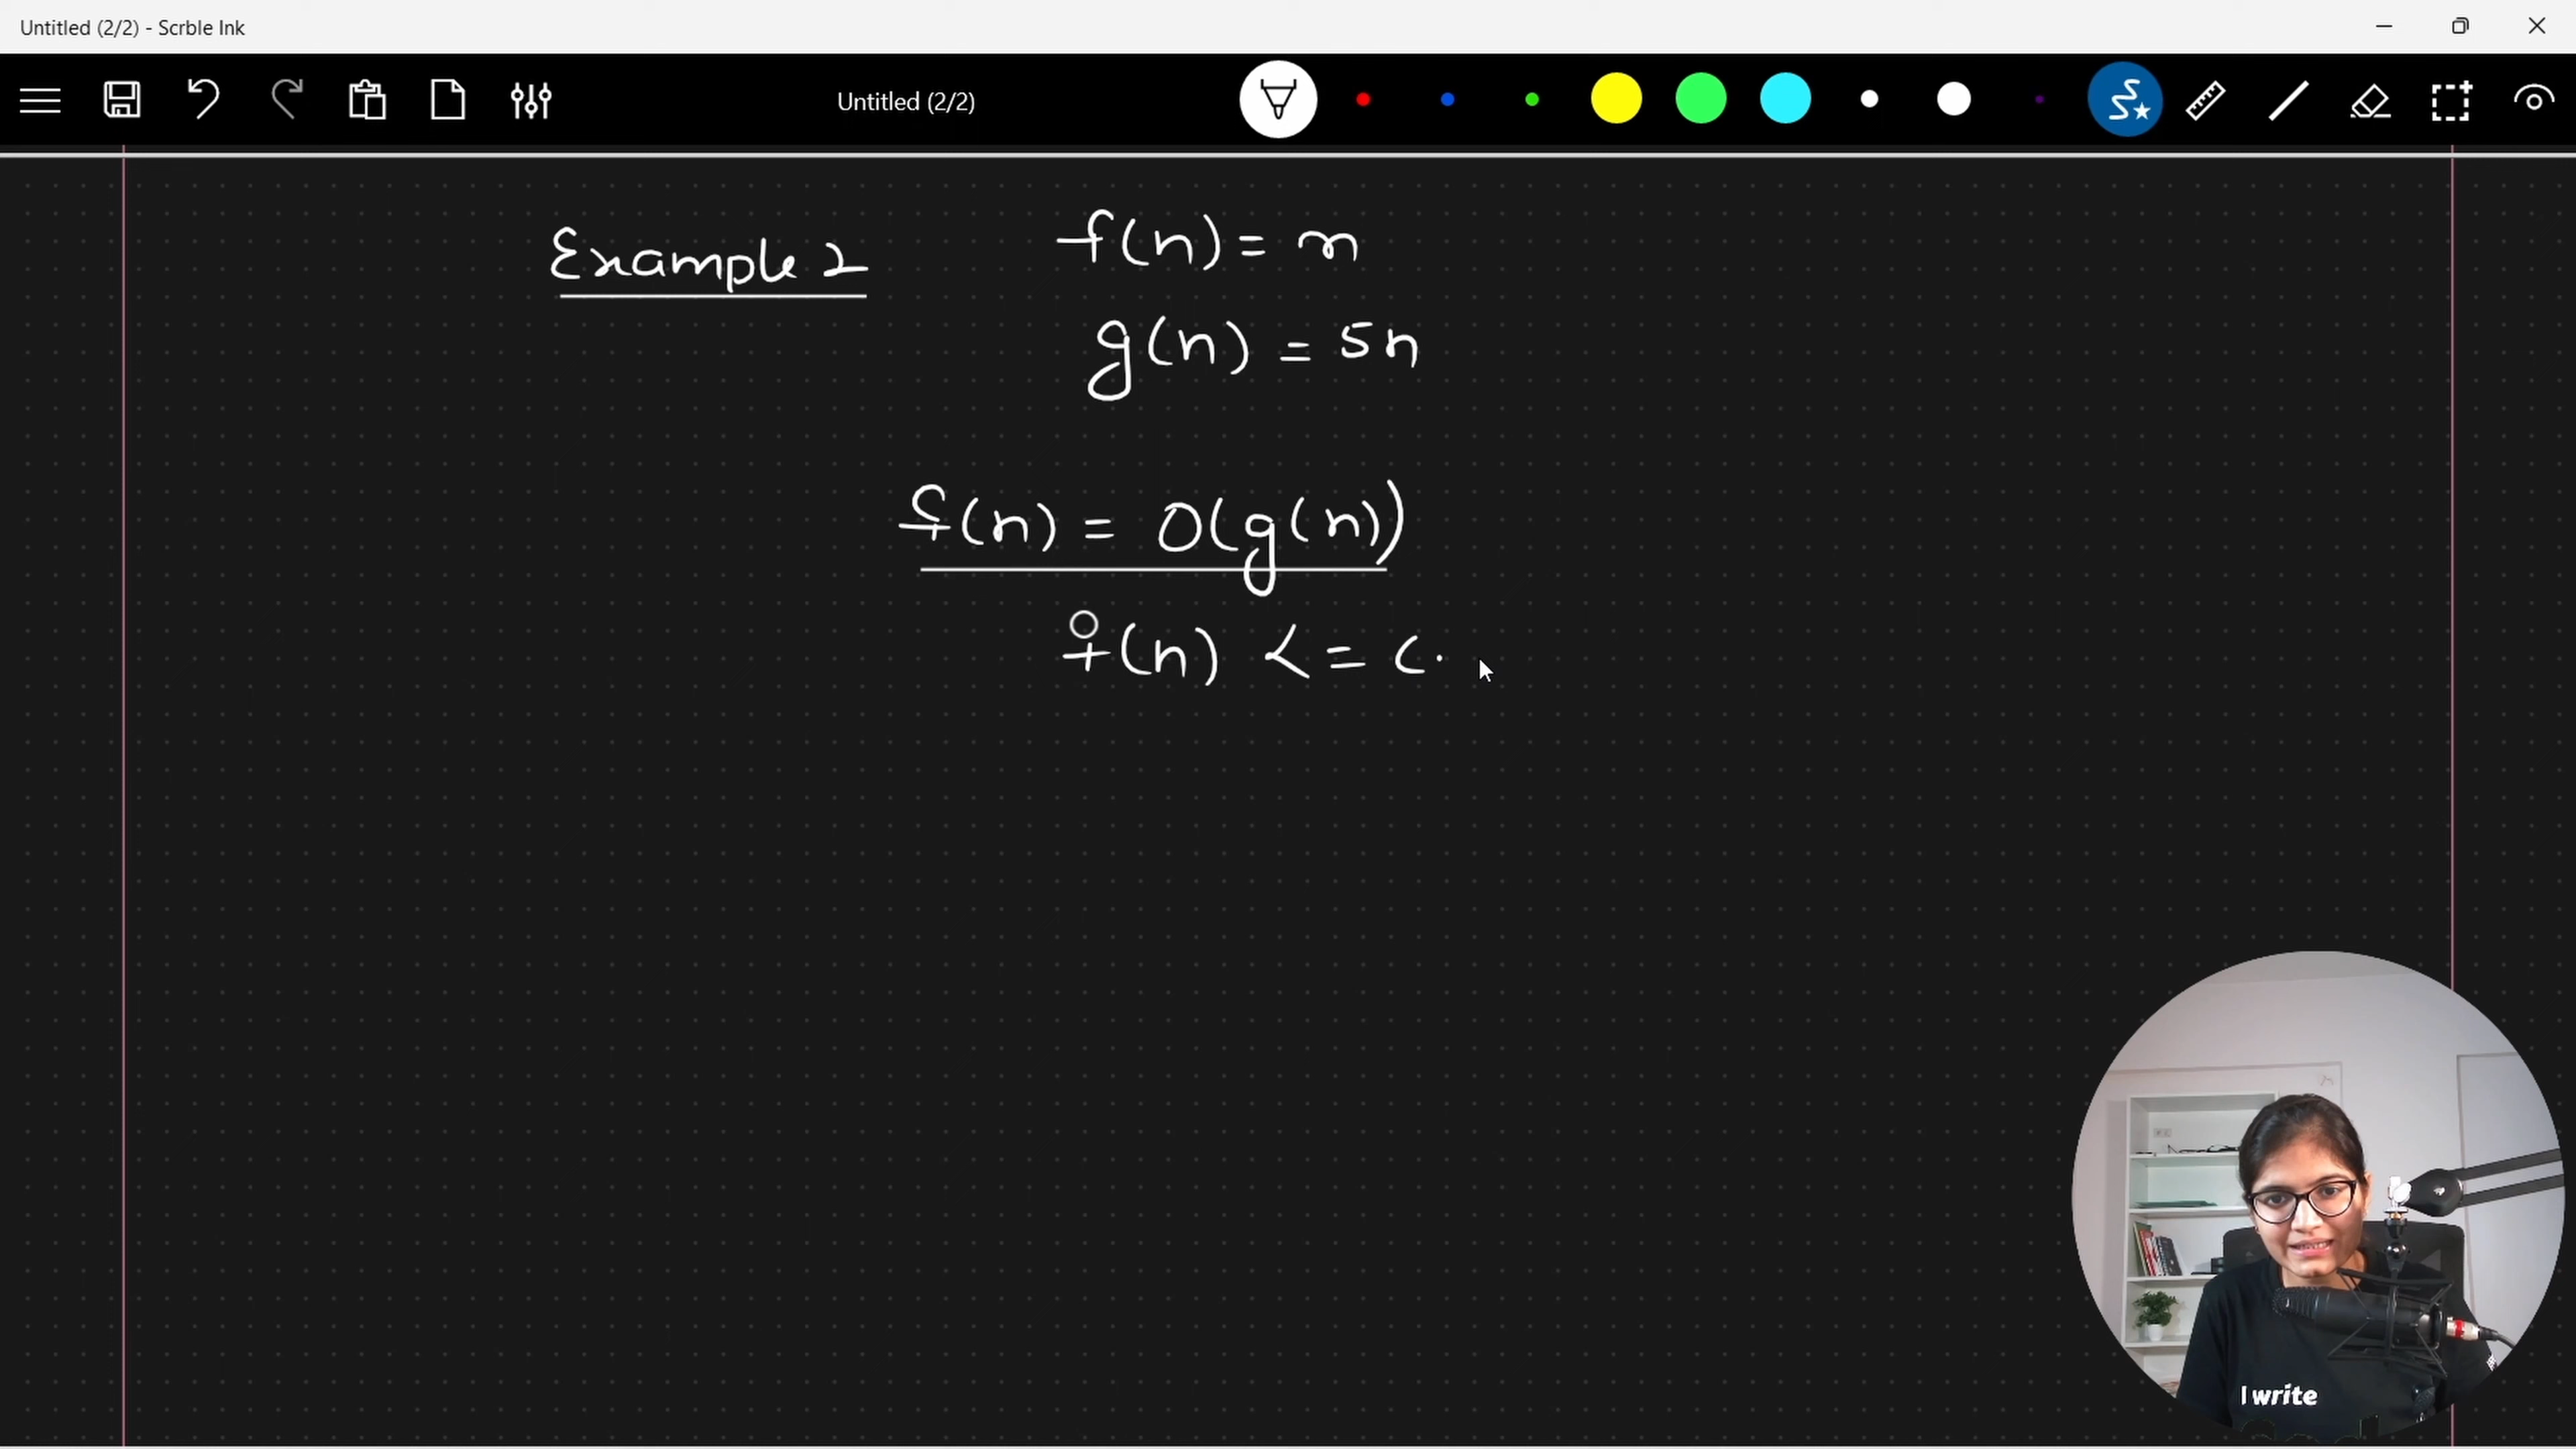 Untitled (2/2) - Scrble Ink
Untitled (2/2)
Example 2
f(n) = n
g(n) = 5n
f(n) = O(g(n))
f(n) <= c.
I write